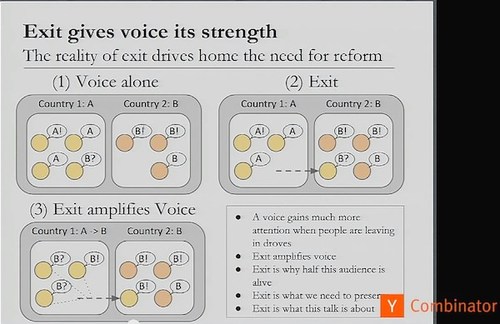 Exit gives voice its strength
The reality of exit drives home the need for reform
(1) Voice alone
Country 1: A
Country 2: B
A!
A
B!
B!
A
B?
B
(2) Exit
Country 1: A
Country 2: B
A!
A
B!
B!
A
B?
B
(3) Exit amplifies Voice
Country 1: A -> B
Country 2: B
B?
B!
B!
B!
B?
B!
B
A voice gains much more
attention when people are leaving
in droves
Exit amplifies voice
Exit is why half this audience is
alive
Exit is what we need to
Exit is what this talk is about
Y Combinator